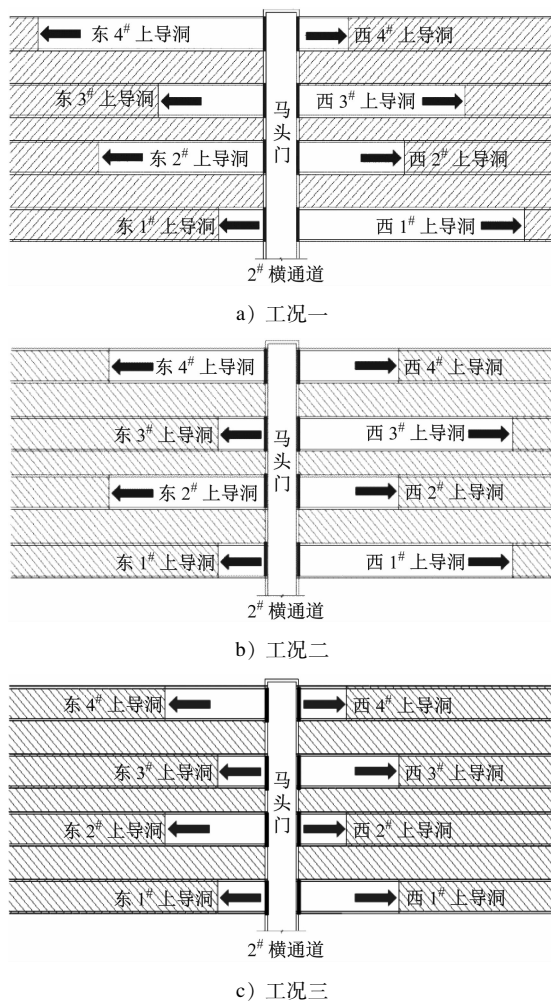 东 4# 上导洞 西 4# 上导洞
东 3# 上导洞 西 3# 上导洞
马头门
东 2# 上导洞 西 2# 上导洞
东 1# 上导洞 西 1# 上导洞
2# 横通道
a）工况一
东 4# 上导洞 西 4# 上导洞
东 3# 上导洞 西 3# 上导洞
马头门
东 2# 上导洞 西 2# 上导洞
东 1# 上导洞 西 1# 上导洞
2# 横通道
b）工况二
东 4# 上导洞 西 4# 上导洞
东 3# 上导洞 西 3# 上导洞
马头门
东 2# 上导洞 西 2# 上导洞
东 1# 上导洞 西 1# 上导洞
2# 横通道
c）工况三